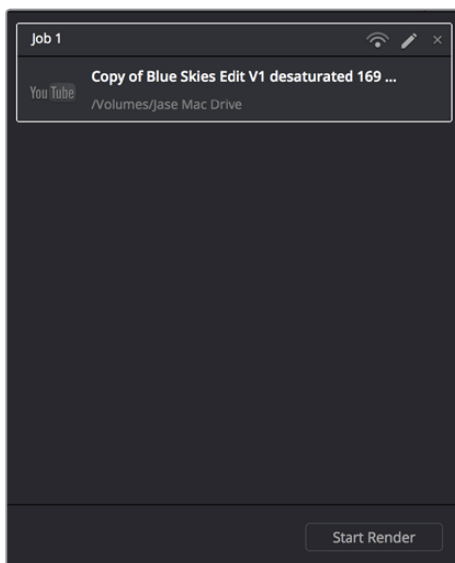 Job 1
You Tube
Copy of Blue Skies Edit V1 desaturated 169 ...
/Volumes/Jase Mac Drive
Start Render